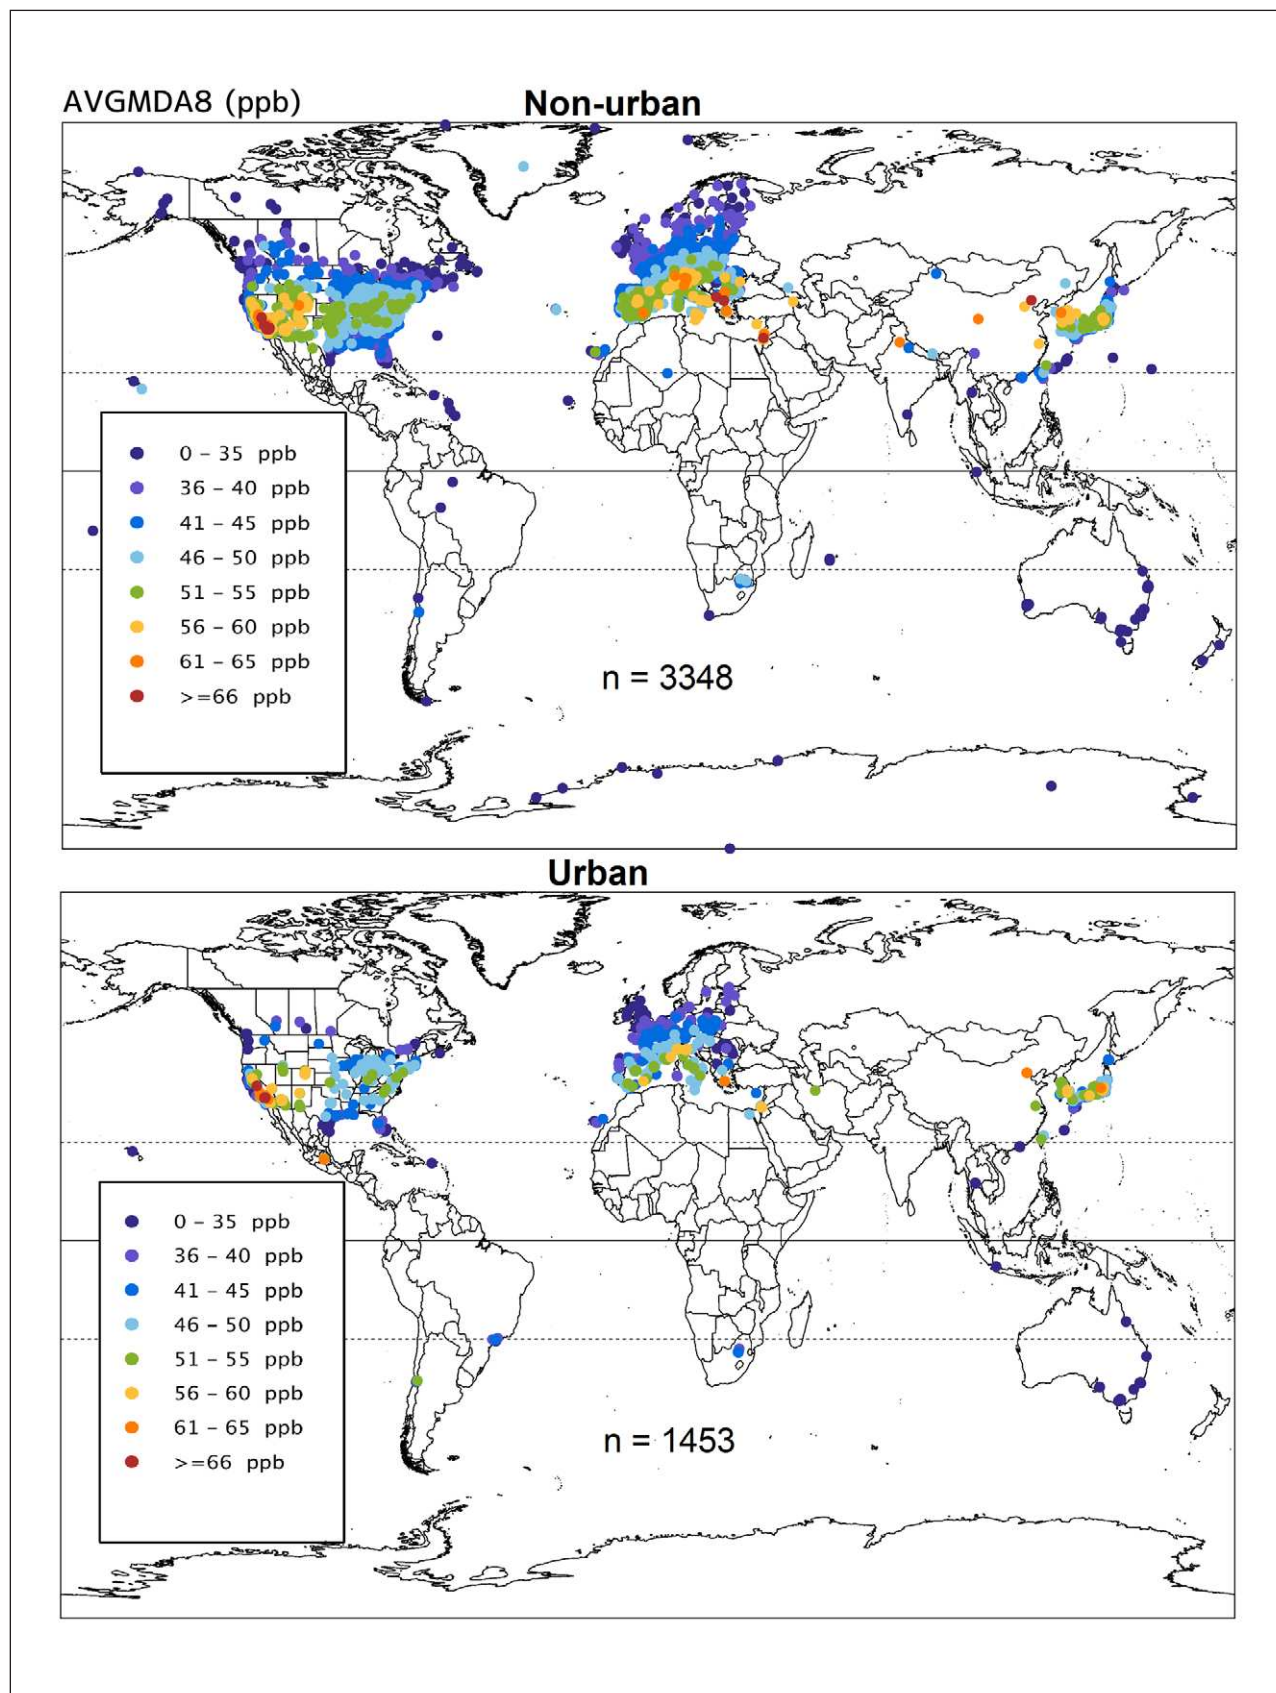 AVGMDA8 (ppb)
Non-urban
0 – 35 ppb
36 – 40 ppb
41 – 45 ppb
46 – 50 ppb
51 – 55 ppb
56 – 60 ppb
61 – 65 ppb
>=66 ppb
n = 3348
Urban
0 – 35 ppb
36 – 40 ppb
41 – 45 ppb
46 – 50 ppb
51 – 55 ppb
56 – 60 ppb
61 – 65 ppb
>=66 ppb
n = 1453